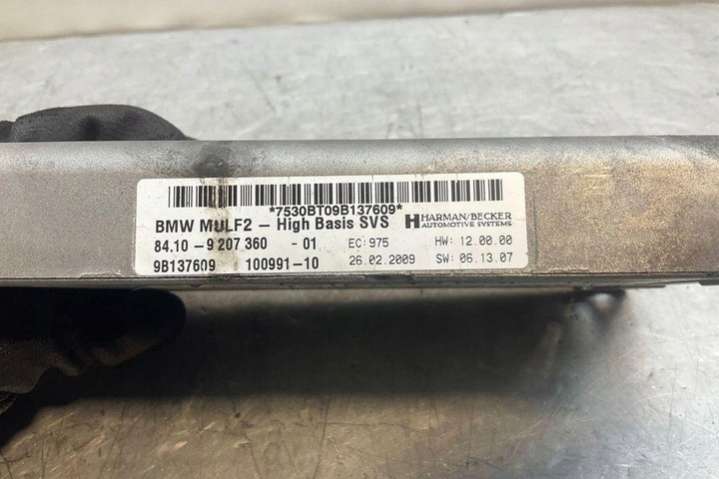 *7530BT09B137609*
BMW MULF2 – High Basis SVS
HARMAN/BECKER
AUTOMOTIVE SYSTEMS
84.10–9 207 360 -01 EC: 975 HW: 12.00.00
9B137609 100991–10 26.02.2009 SW: 06.13.07